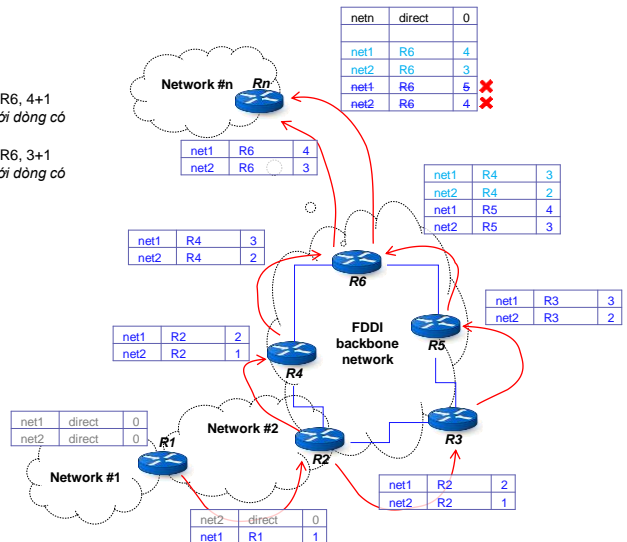 netn direct 0
net1 R6 4
net2 R6 3
net1 R6 5
net2 R6 4
Network #n
Rn
R6, 4+1
ới dòng có
R6, 3+1
ới dòng có
net1 R6 4
net2 R6 3
net1 R4 3
net2 R4 2
net1 R5 4
net2 R5 3
net1 R4 3
net2 R4 2
R6
net1 R3 3
net2 R3 2
FDDI
backbone
network
R5
net1 R2 2
net2 R2 1
R4
net1 direct 0
net2 direct 0
R1
Network #2
R3
R2
Network #1
net1 R2 2
net2 R2 1
net2 direct 0
net1 R1 1